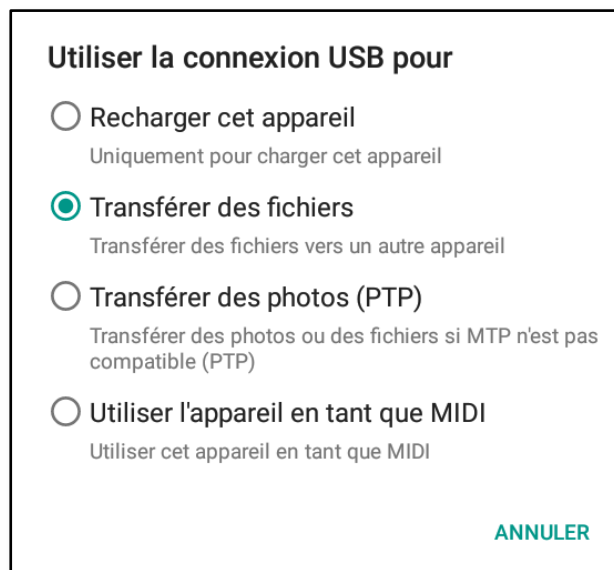 Utiliser la connexion USB pour
Recharger cet appareil
Uniquement pour charger cet appareil
Transférer des fichiers
Transférer des fichiers vers un autre appareil
Transférer des photos (PTP)
Transférer des photos ou des fichiers si MTP n'est pas
compatible (PTP)
Utiliser l'appareil en tant que MIDI
Utiliser cet appareil en tant que MIDI
ANNULER